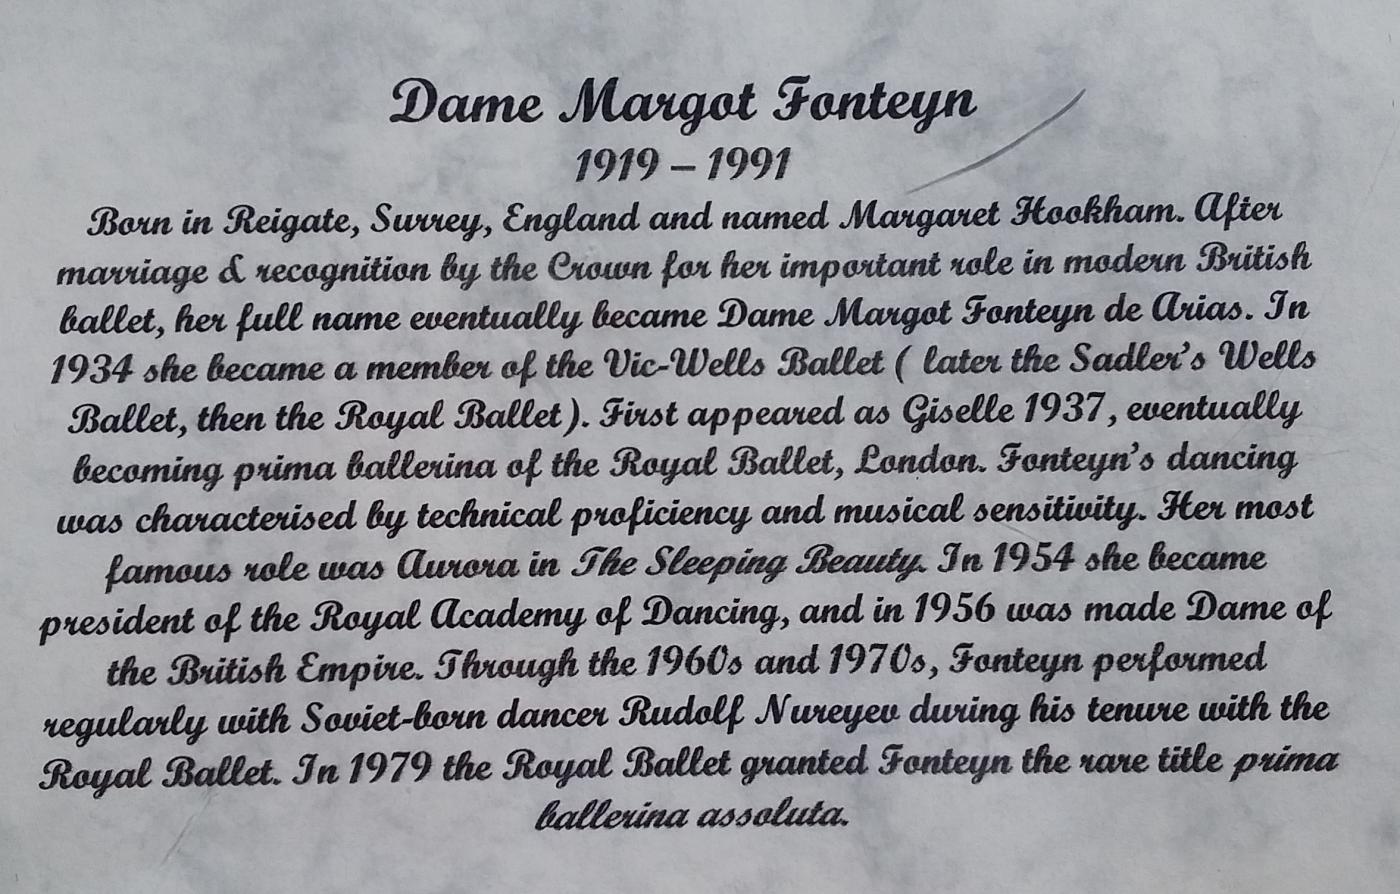 Dame Margot Fonteyn
1919 – 1991
Born in Reigate, Surrey, England and named Margaret Hookham. After
marriage & recognition by the Crown for her important role in modern British
ballet, her full name eventually became Dame Margot Fonteyn de Arias. In
1934 she became a member of the Vic-Wells Ballet ( later the Sadler's Wells
Ballet, then the Royal Ballet). First appeared as Giselle 1937, eventually
becoming prima ballerina of the Royal Ballet, London. Fonteyn's dancing
was characterised by technical proficiency and musical sensitivity. Her most
famous role was Aurora in The Sleeping Beauty. In 1954 she became
president of the Royal Academy of Dancing, and in 1956 was made Dame of
the British Empire. Through the 1960s and 1970s, Fonteyn performed
regularly with Soviet-born dancer Rudolf Nureyev during his tenure with the
Royal Ballet. In 1979 the Royal Ballet granted Fonteyn the rare title prima
ballerina assoluta.